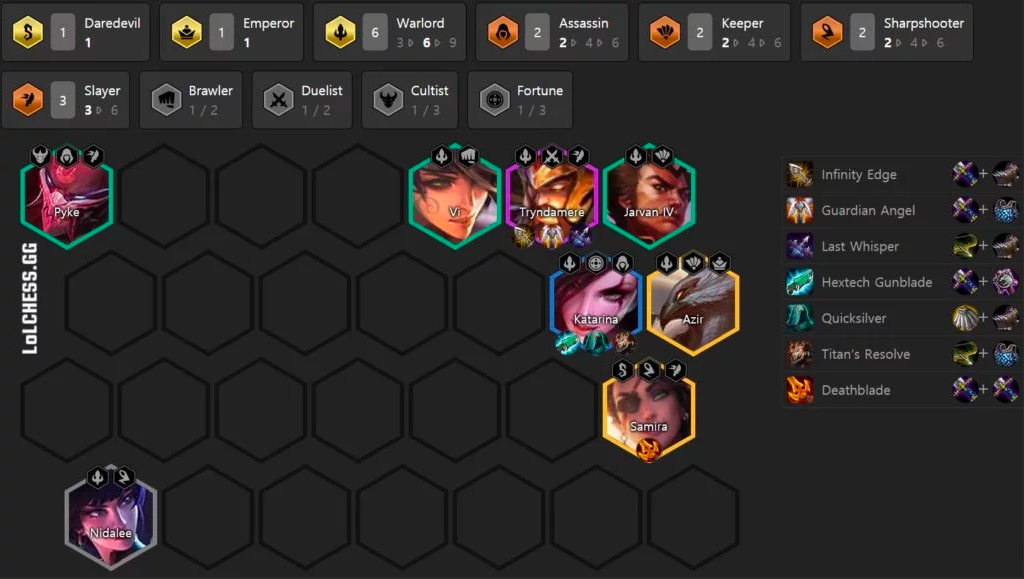 Daredevil
1
1
Emperor
1
1
Warlord
6
3 6 9
Assassin
2
2 4 6
Keeper
2
2 4 6
Sharpshooter
2
2 4 6
Slayer
3
3 6
Brawler
1 / 2
Duelist
1 / 2
Cultist
1 / 3
Fortune
1 / 3
LoLCHESS.GG
Pyke
Vi
Tryndamere
Jarvan IV
Katarina
Azir
Samira
Nidalee
Infinity Edge
+
Guardian Angel
+
Last Whisper
+
Hextech Gunblade
+
Quicksilver
+
Titan's Resolve
+
Deathblade
+